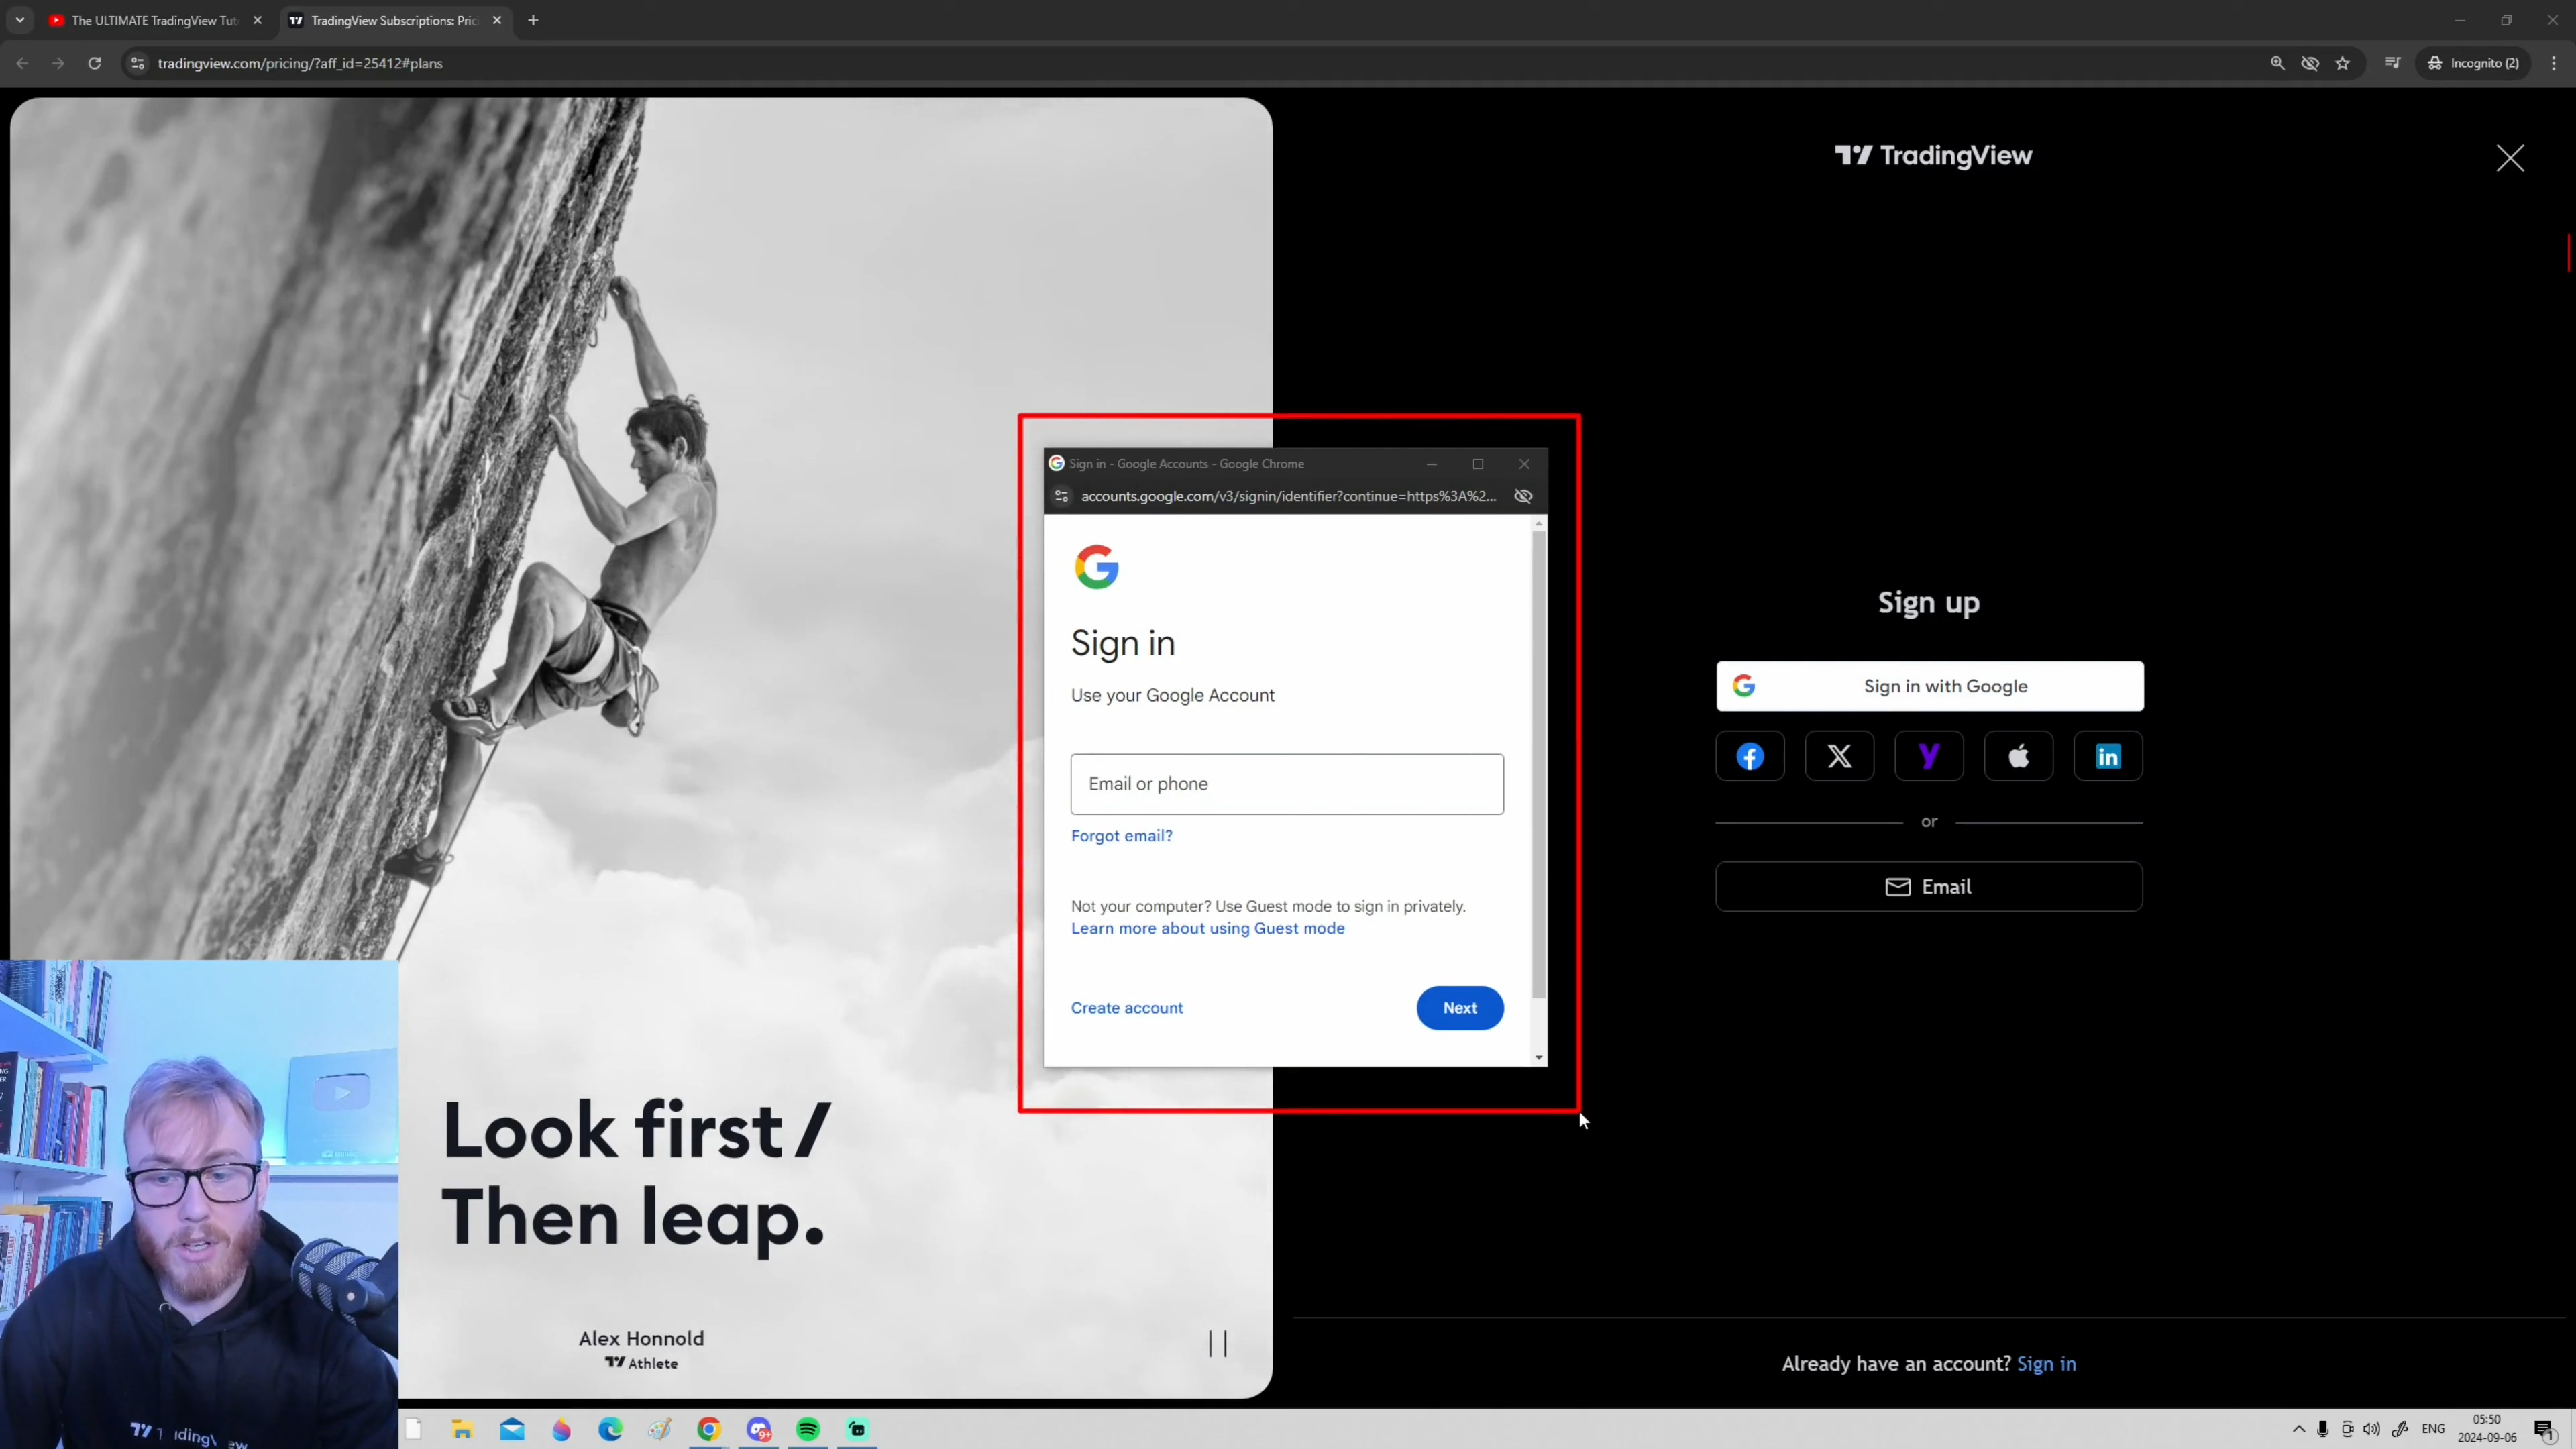 The ULTIMATE TradingView Tut
TradingView Subscriptions: Pric
tradingview.com/pricing/?aff_id=25412#plans
Incognito (2)
TradingView
Sign in - Google Accounts - Google Chrome
accounts.google.com/v3/signin/identifier?continue=https%3A%2...
Sign in
Use your Google Account
Email or phone
Forgot email?
Not your computer? Use Guest mode to sign in privately.
Learn more about using Guest mode
Create account
Next
Sign up
Sign in with Google
or
Email
Look first/
Then leap.
Alex Honnold
Athlete
Already have an account? Sign in
ENG
05:50
2024-09-06